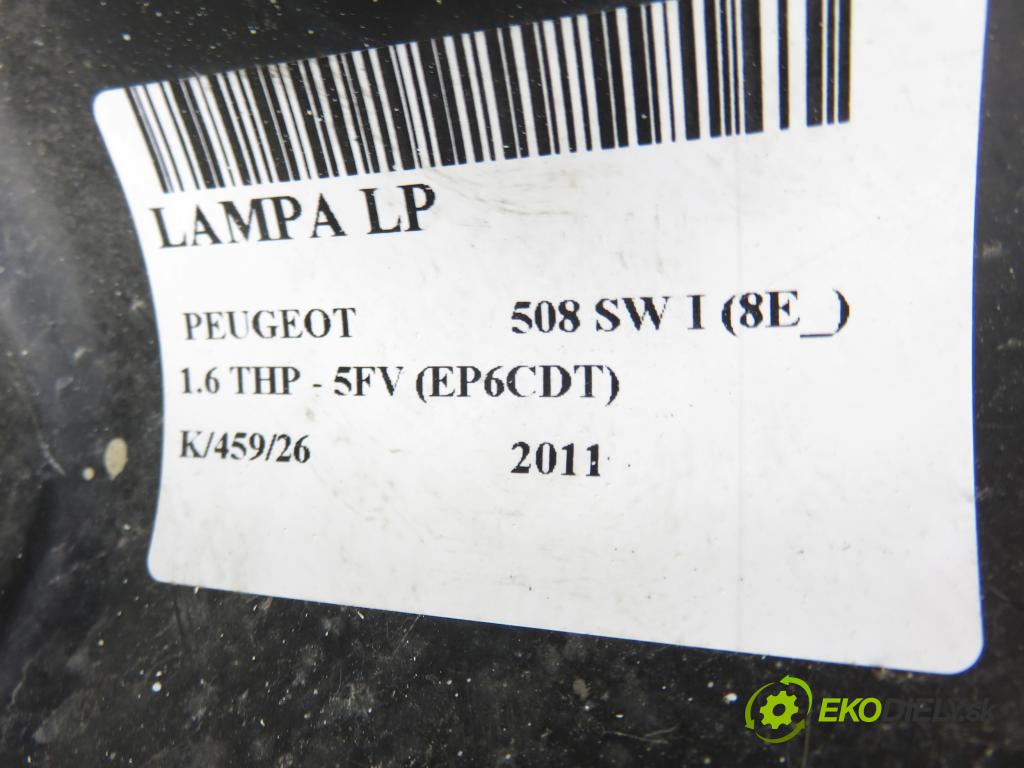 LAMPA LP
PEUGEOT 508 SW I (8E_)
1.6 THP - 5FV (EP6CDT)
K/459/26 2011
EKODIELY.sk